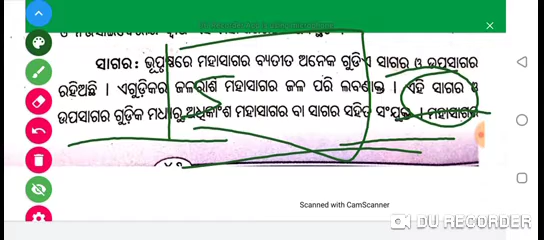 ସାଗର: ଭୂପୃଷ୍ଠରେ ମହାସାଗର ବ୍ୟତୀତ ଅନେକ ଗୁଡିଏ ସାଗର ଓ ଉପସାଗର
ରହିଅଛି । ଏଗୁଡ଼ିକର ଜଳରାଶି ମହାସାଗର ଜଳ ପରି ଲବଣାକ୍ତ । ଏହି ସାଗର ଓ
ଉପସାଗର ଗୁଡ଼ିକ ମଧ୍ୟରୁ ଅଧିକାଂଶ ମହାସାଗର ବା ସାଗର ସହିତ ସଂଯୁକ୍ତ । ମହାସାଗର
Scanned with CamScanner
DU RECORDER